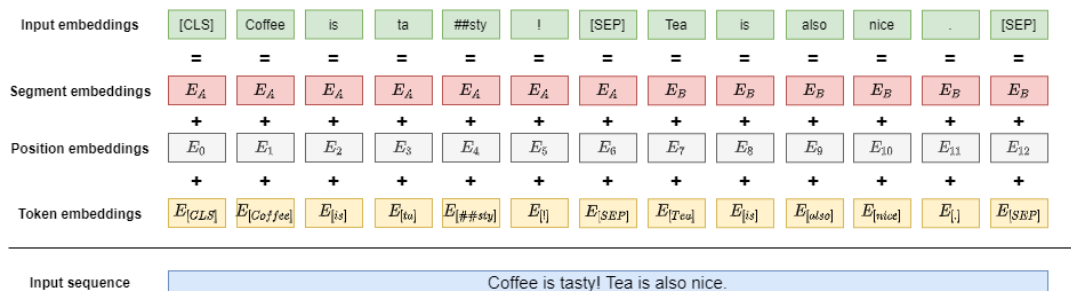 Input embeddings [CLS] Coffee is ta ##sty ! [SEP] Tea is also nice . [SEP]
= = = = = = = = = = = = =
Segment embeddings E_A E_A E_A E_A E_A E_A E_A E_B E_B E_B E_B E_B E_B
+ + + + + + + + + + + + +
Position embeddings E_0 E_1 E_2 E_3 E_4 E_5 E_6 E_7 E_8 E_9 E_10 E_11 E_12
+ + + + + + + + + + + + +
Token embeddings E_[CLS] E_[Coffee] E_[is] E_[ta] E_[##sty] E_[!] E_[SEP] E_[Tea] E_[is] E_[also] E_[nice] E_[.] E_[SEP]
Input sequence Coffee is tasty! Tea is also nice.